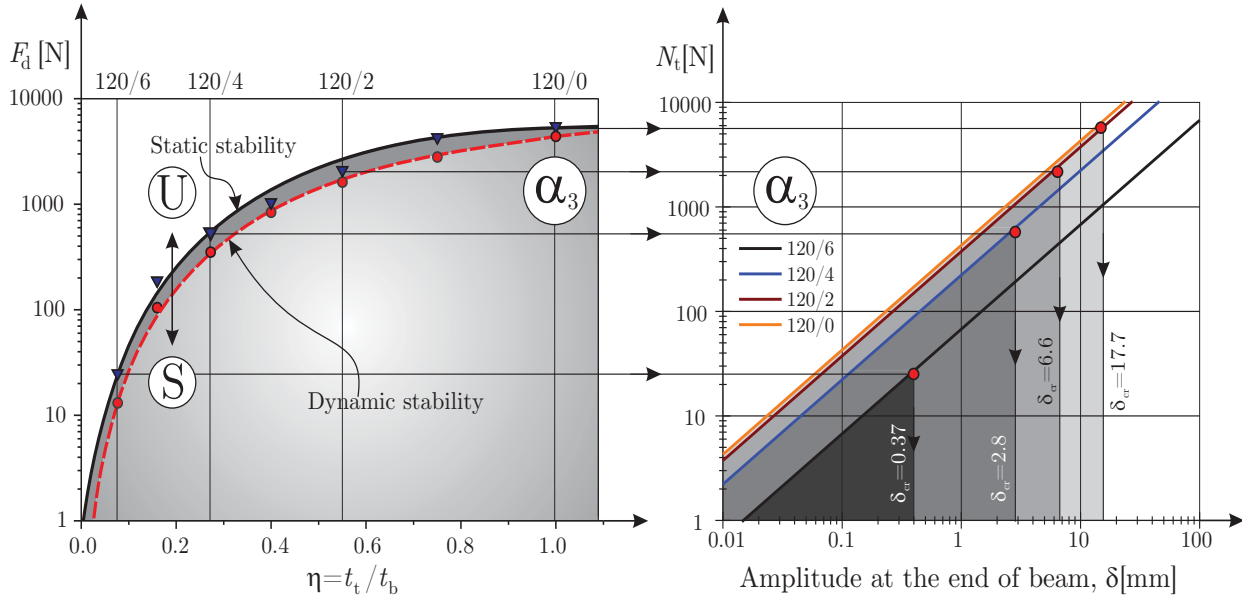 F_d [N]
120/6 120/4 120/2 120/0
10000
1000
100
10
1
Static stability
U
S
α_3
Dynamic stability
0.0 0.2 0.4 0.6 0.8 1.0
η=t_t/t_b
N_t[N]
10000
1000
100
10
1
α_3
120/6
120/4
120/2
120/0
δ_cr=0.37
δ_cr=2.8
δ_cr=6.6
δ_cr=17.7
0.01 0.1 1 10 100
Amplitude at the end of beam, δ[mm]